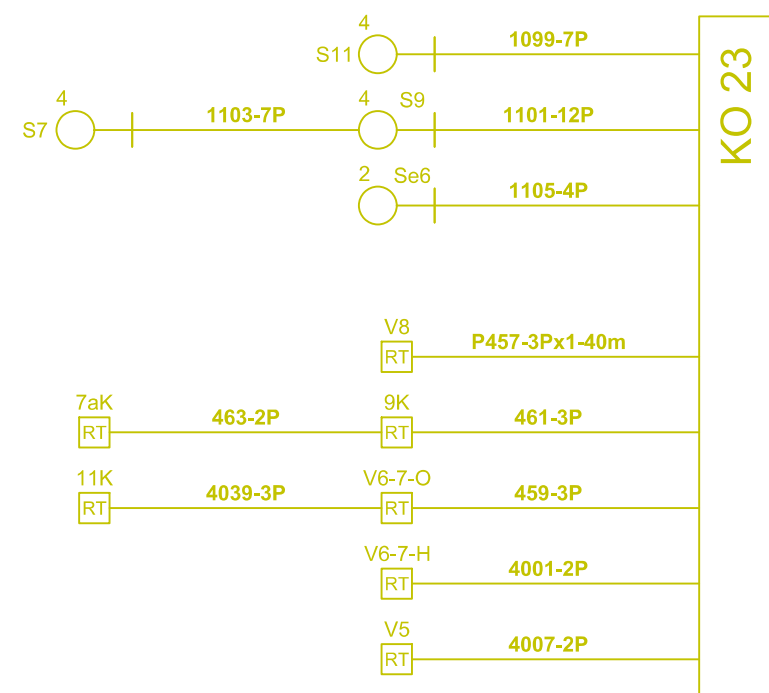 4
S11
1099-7P
KO 23
4
S7
1103-7P
4
S9
1101-12P
2
Se6
1105-4P
V8
RT
P457-3Px1-40m
7aK
RT
463-2P
9K
RT
461-3P
11K
RT
4039-3P
V6-7-O
RT
459-3P
V6-7-H
RT
4001-2P
V5
RT
4007-2P